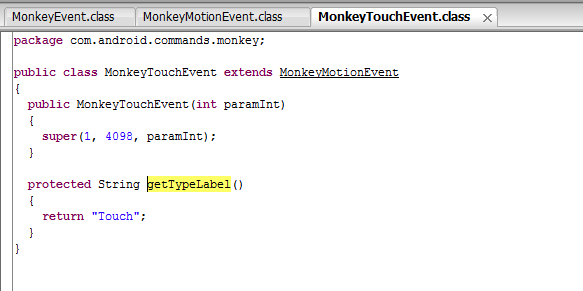 MonkeyEvent.class MonkeyMotionEvent.class MonkeyTouchEvent.class
package com.android.commands.monkey;
public class MonkeyTouchEvent extends MonkeyMotionEvent
{
public MonkeyTouchEvent(int paramInt)
{
super(1, 4098, paramInt);
}
protected String getTypeLabel()
{
return "Touch";
}
}